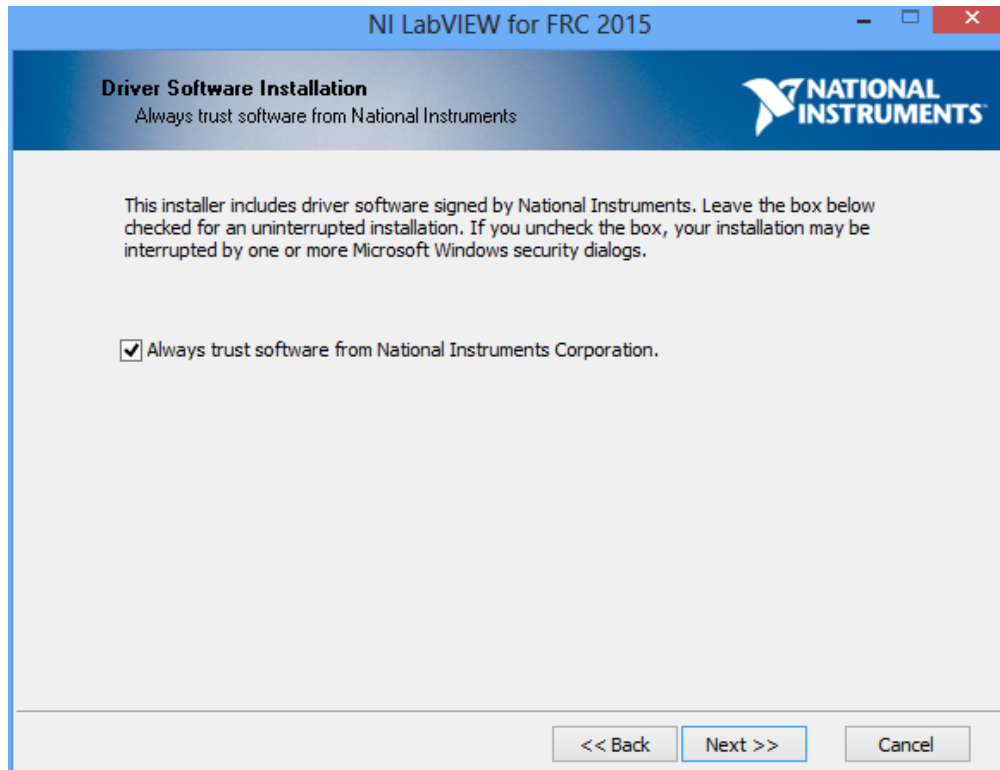 NI LabVIEW for FRC 2015
Driver Software Installation
Always trust software from National Instruments
NATIONAL
INSTRUMENTS
This installer includes driver software signed by National Instruments. Leave the box below
checked for an uninterrupted installation. If you uncheck the box, your installation may be
interrupted by one or more Microsoft Windows security dialogs.
Always trust software from National Instruments Corporation.
<< Back Next >> Cancel